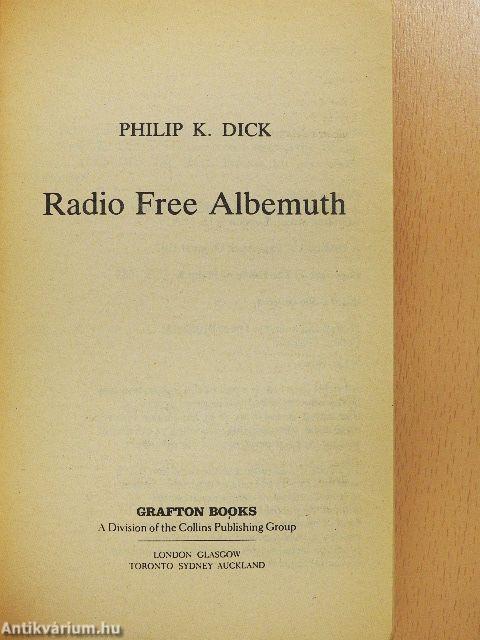 PHILIP K. DICK
Radio Free Albemuth
GRAFTON BOOKS
A Division of the Collins Publishing Group
LONDON GLASGOW
TORONTO SYDNEY AUCKLAND
Antikvárium.hu